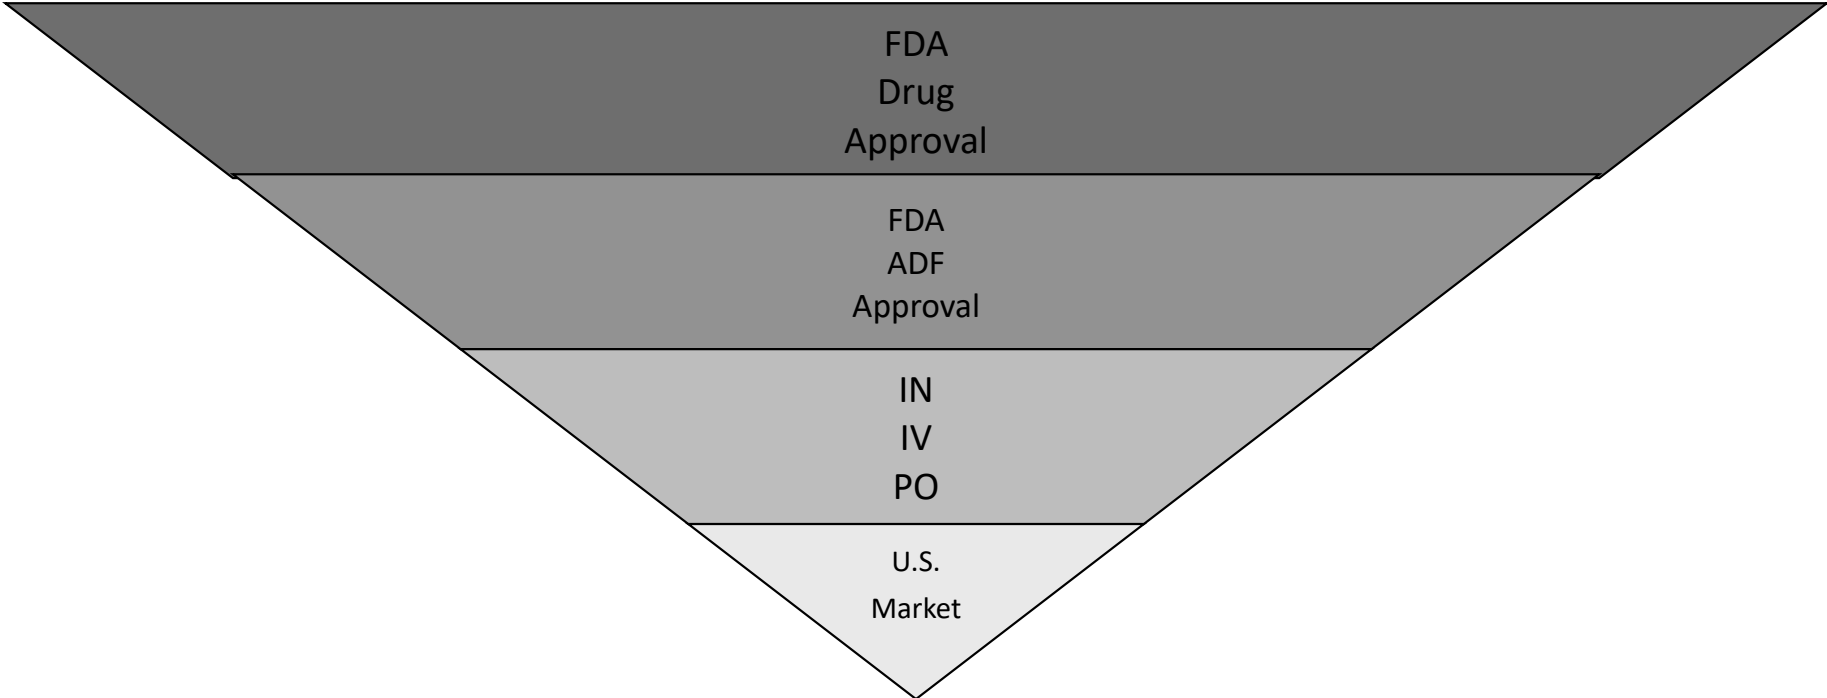 FDA
Drug
Approval
FDA
ADF
Approval
IN
IV
PO
U.S.
Market